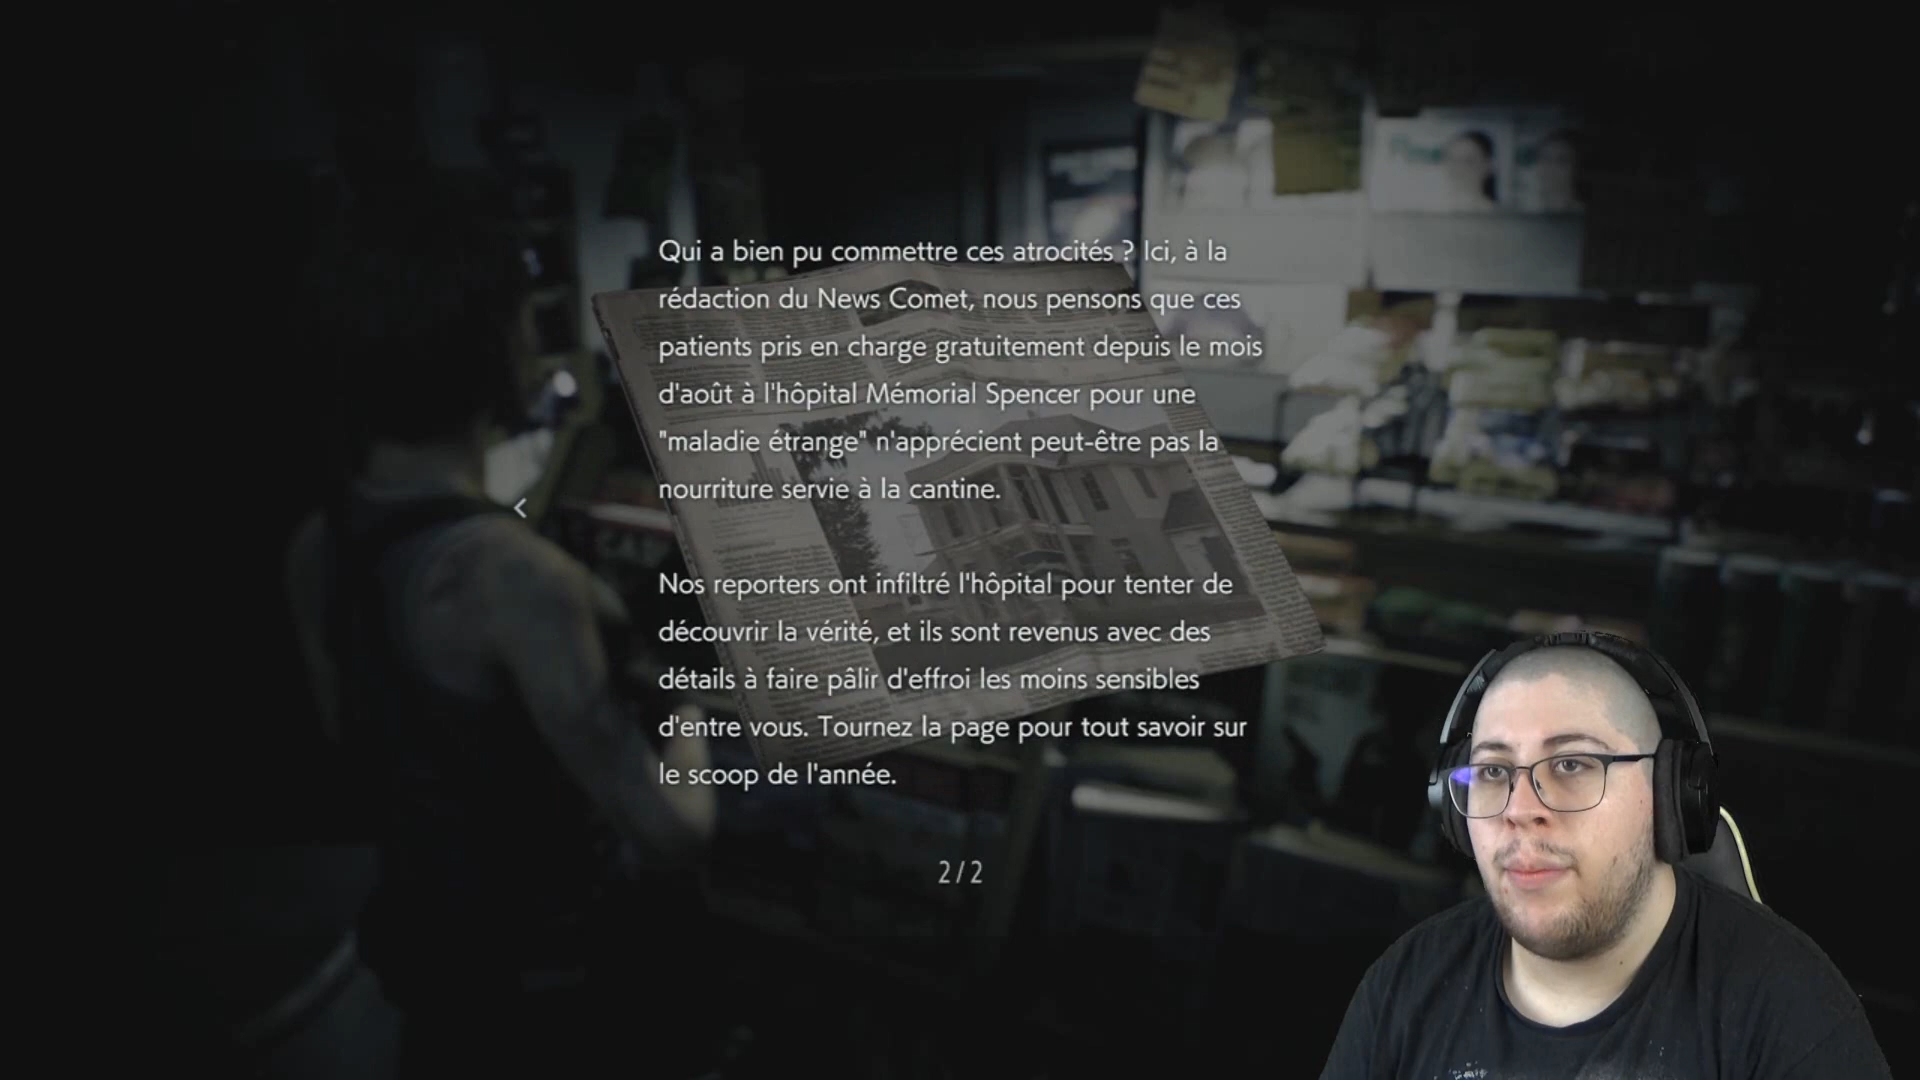 Qui a bien pu commettre ces atrocités ? Ici, à la
rédaction du News Comet, nous pensons que ces
patients pris en charge gratuitement depuis le mois
d'août à l'hôpital Mémorial Spencer pour une
"maladie étrange" n'apprécient peut-être pas la
nourriture servie à la cantine.
Nos reporters ont infiltré l'hôpital pour tenter de
découvrir la vérité, et ils sont revenus avec des
détails à faire pâlir d'effroi les moins sensibles
d'entre vous. Tournez la page pour tout savoir sur
le scoop de l'année.
2/2